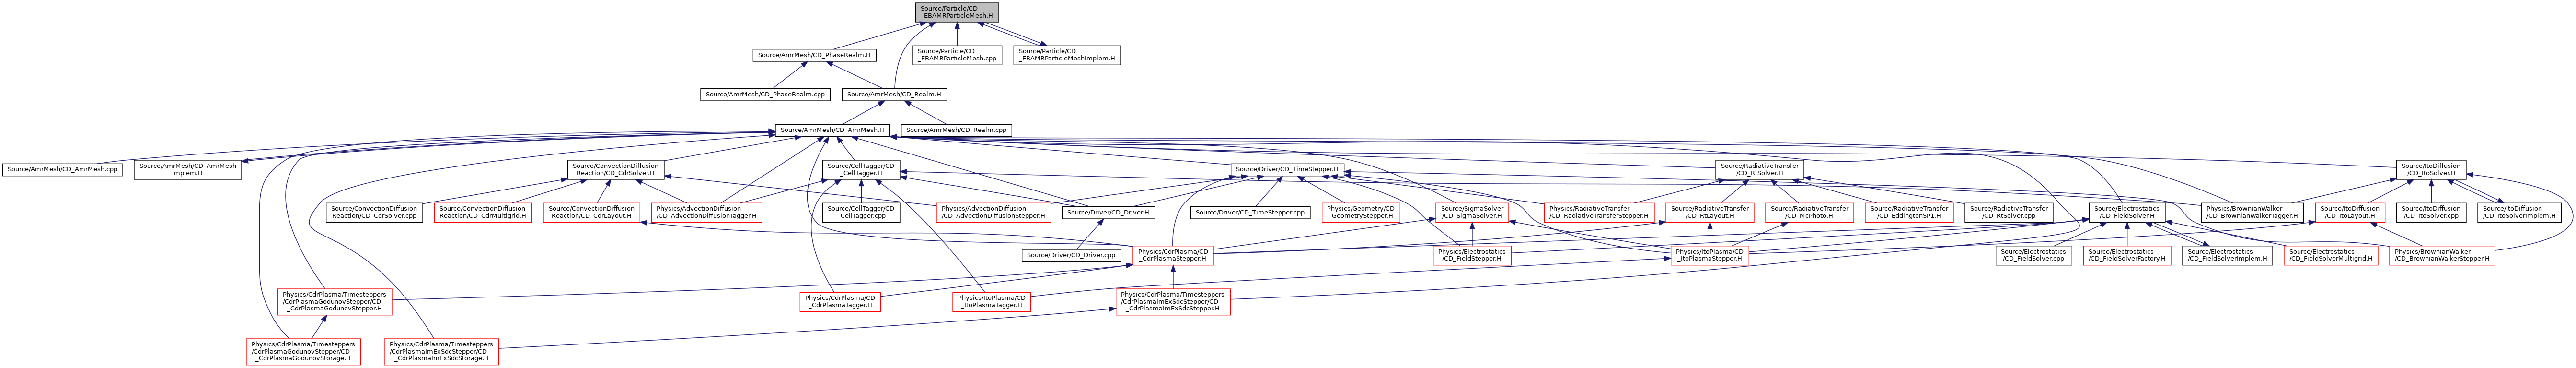 Source/Particle/CD
_EBAMRParticleMesh.H
Source/AmrMesh/CD_PhaseRealm.H
Source/Particle/CD
_EBAMRParticleMesh.cpp
Source/Particle/CD
_EBAMRParticleMeshImplem.H
Source/AmrMesh/CD_PhaseRealm.cpp
Source/AmrMesh/CD_Realm.H
Source/AmrMesh/CD_AmrMesh.H
Source/AmrMesh/CD_Realm.cpp
Source/AmrMesh/CD_AmrMesh.cpp
Source/AmrMesh/CD_AmrMesh
Implem.H
Source/ConvectionDiffusion
Reaction/CD_CdrSolver.H
Source/CellTagger/CD
_CellTagger.H
Source/Driver/CD_TimeStepper.H
Source/RadiativeTransfer
/CD_RtSolver.H
Source/ItoDiffusion
/CD_ItoSolver.H
Source/ConvectionDiffusion
Reaction/CD_CdrSolver.cpp
Source/ConvectionDiffusion
Reaction/CD_CdrMultigrid.H
Source/ConvectionDiffusion
Reaction/CD_CdrLayout.H
Physics/AdvectionDiffusion
/CD_AdvectionDiffusionTagger.H
Source/CellTagger/CD
_CellTagger.cpp
Physics/AdvectionDiffusion
/CD_AdvectionDiffusionStepper.H
Source/Driver/CD_Driver.H
Source/Driver/CD_TimeStepper.cpp
Physics/Geometry/CD
_GeometryStepper.H
Source/SigmaSolver
/CD_SigmaSolver.H
Physics/RadiativeTransfer
/CD_RadiativeTransferStepper.H
Source/RadiativeTransfer
/CD_RtLayout.H
Source/RadiativeTransfer
/CD_McPhoto.H
Source/RadiativeTransfer
/CD_EddingtonSP1.H
Source/RadiativeTransfer
/CD_RtSolver.cpp
Source/Electrostatics
/CD_FieldSolver.H
Physics/BrownianWalker
/CD_BrownianWalkerTagger.H
Source/ItoDiffusion
/CD_ItoLayout.H
Source/ItoDiffusion
/CD_ItoSolver.cpp
Source/ItoDiffusion
/CD_ItoSolverImplem.H
Source/Driver/CD_Driver.cpp
Physics/CdrPlasma/CD
_CdrPlasmaStepper.H
Physics/Electrostatics
/CD_FieldStepper.H
Physics/ItoPlasma/CD
_ItoPlasmaStepper.H
Source/Electrostatics
/CD_FieldSolver.cpp
Source/Electrostatics
/CD_FieldSolverFactory.H
Source/Electrostatics
/CD_FieldSolverImplem.H
Source/Electrostatics
/CD_FieldSolverMultigrid.H
Physics/BrownianWalker
/CD_BrownianWalkerStepper.H
Physics/CdrPlasma/Timesteppers
/CdrPlasmaGodunovStepper/CD
_CdrPlasmaGodunovStepper.H
Physics/CdrPlasma/CD
_CdrPlasmaTagger.H
Physics/ItoPlasma/CD
_ItoPlasmaTagger.H
Physics/CdrPlasma/Timesteppers
/CdrPlasmaImExSdcStepper/CD
_CdrPlasmaImExSdcStepper.H
Physics/CdrPlasma/Timesteppers
/CdrPlasmaGodunovStepper/CD
_CdrPlasmaGodunovStorage.H
Physics/CdrPlasma/Timesteppers
/CdrPlasmaImExSdcStepper/CD
_CdrPlasmaImExSdcStorage.H